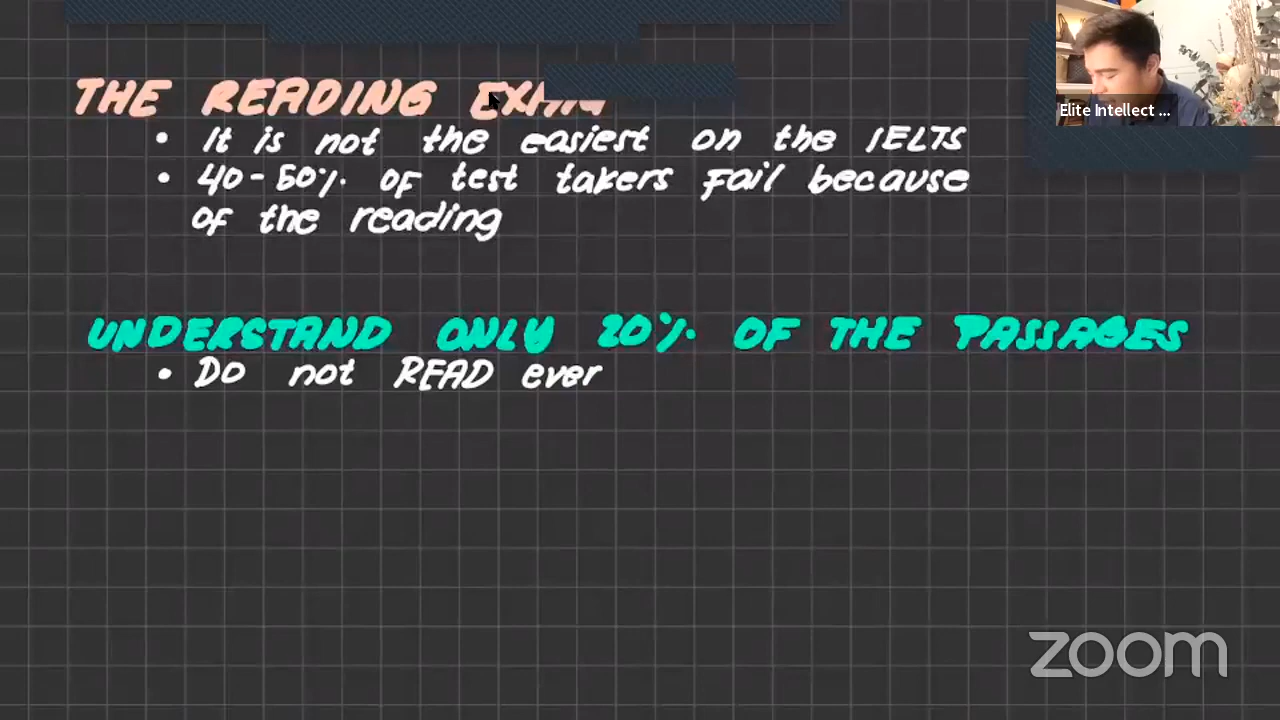 THE READING EXAM
Elite Intellect ...
• It is not the easiest on the IELTS
• 40-50%. of test takers fail because
of the reading
UNDERSTAND ONLY 20%. OF THE PASSAGES
• Do not READ ever
zoom